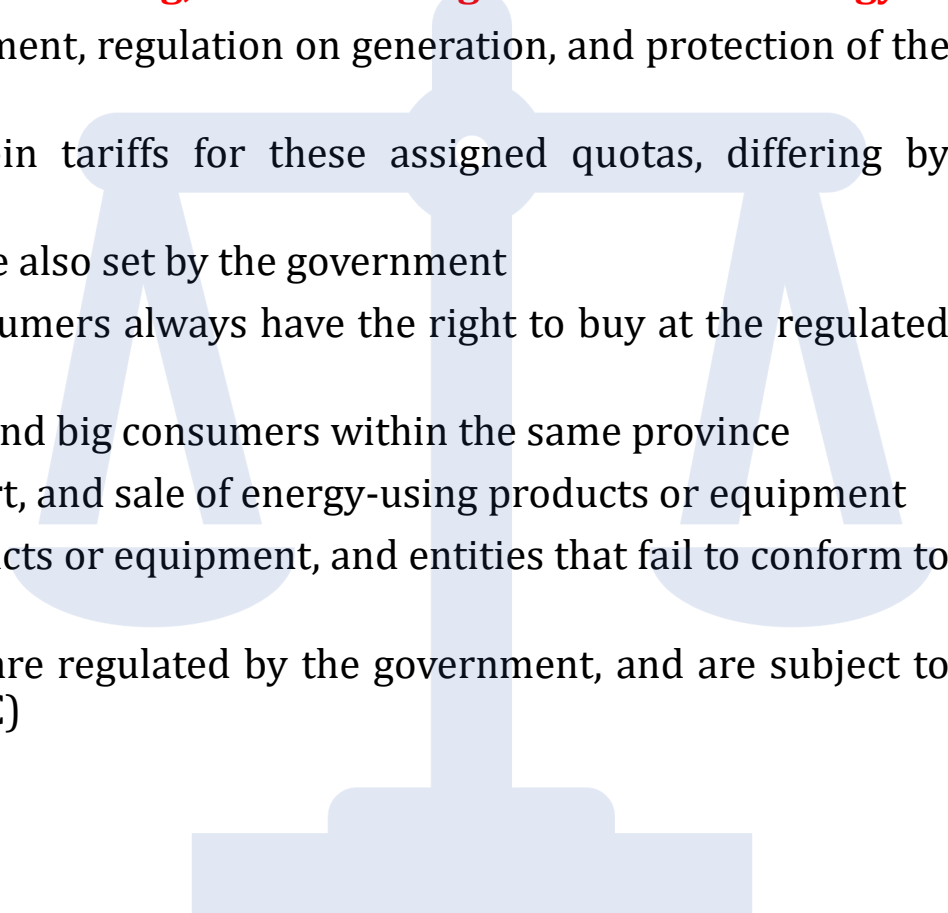 ment, regulation on generation, and protection of the
in tariffs for these assigned quotas, differing by
also set by the government
umers always have the right to buy at the regulated
nd big consumers within the same province
rt, and sale of energy-using products or equipment
cts or equipment, and entities that fail to conform to
are regulated by the government, and are subject to
)